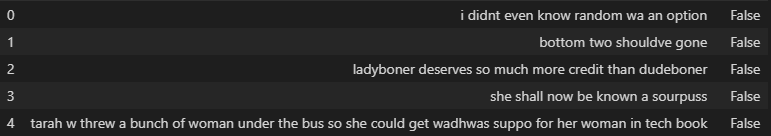 0 i didnt even know random wa an option False
1 bottom two shouldve gone False
2 ladyboner deserves so much more credit than dudeboner False
3 she shall now be known a sourpuss False
4 tarah w threw a bunch of woman under the bus so she could get wadhwas suppo for her woman in tech book False